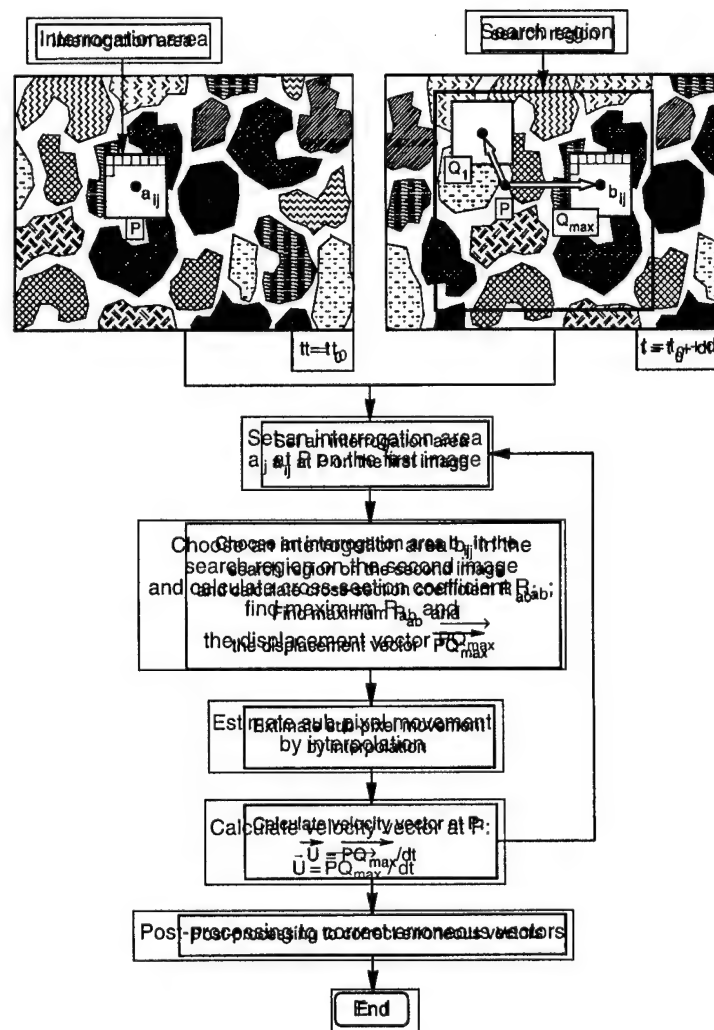 Interrogation area
Search region
a_ij
P
Q_1
P
b_ij
Q_max
t = t_0
t = t_0 + dt
Set an interrogation area
a_ij at P on the first image
Choose an interrogation area b_ij in the
search region on the second image
and calculate cross-section coefficient R_ab;
find maximum R_ab and
the displacement vector PQ_max
Estimate sub-pixel movement
by interpolation
Calculate velocity vector at P:
U = PQ_max/dt
Post-processing to correct erroneous vectors
End